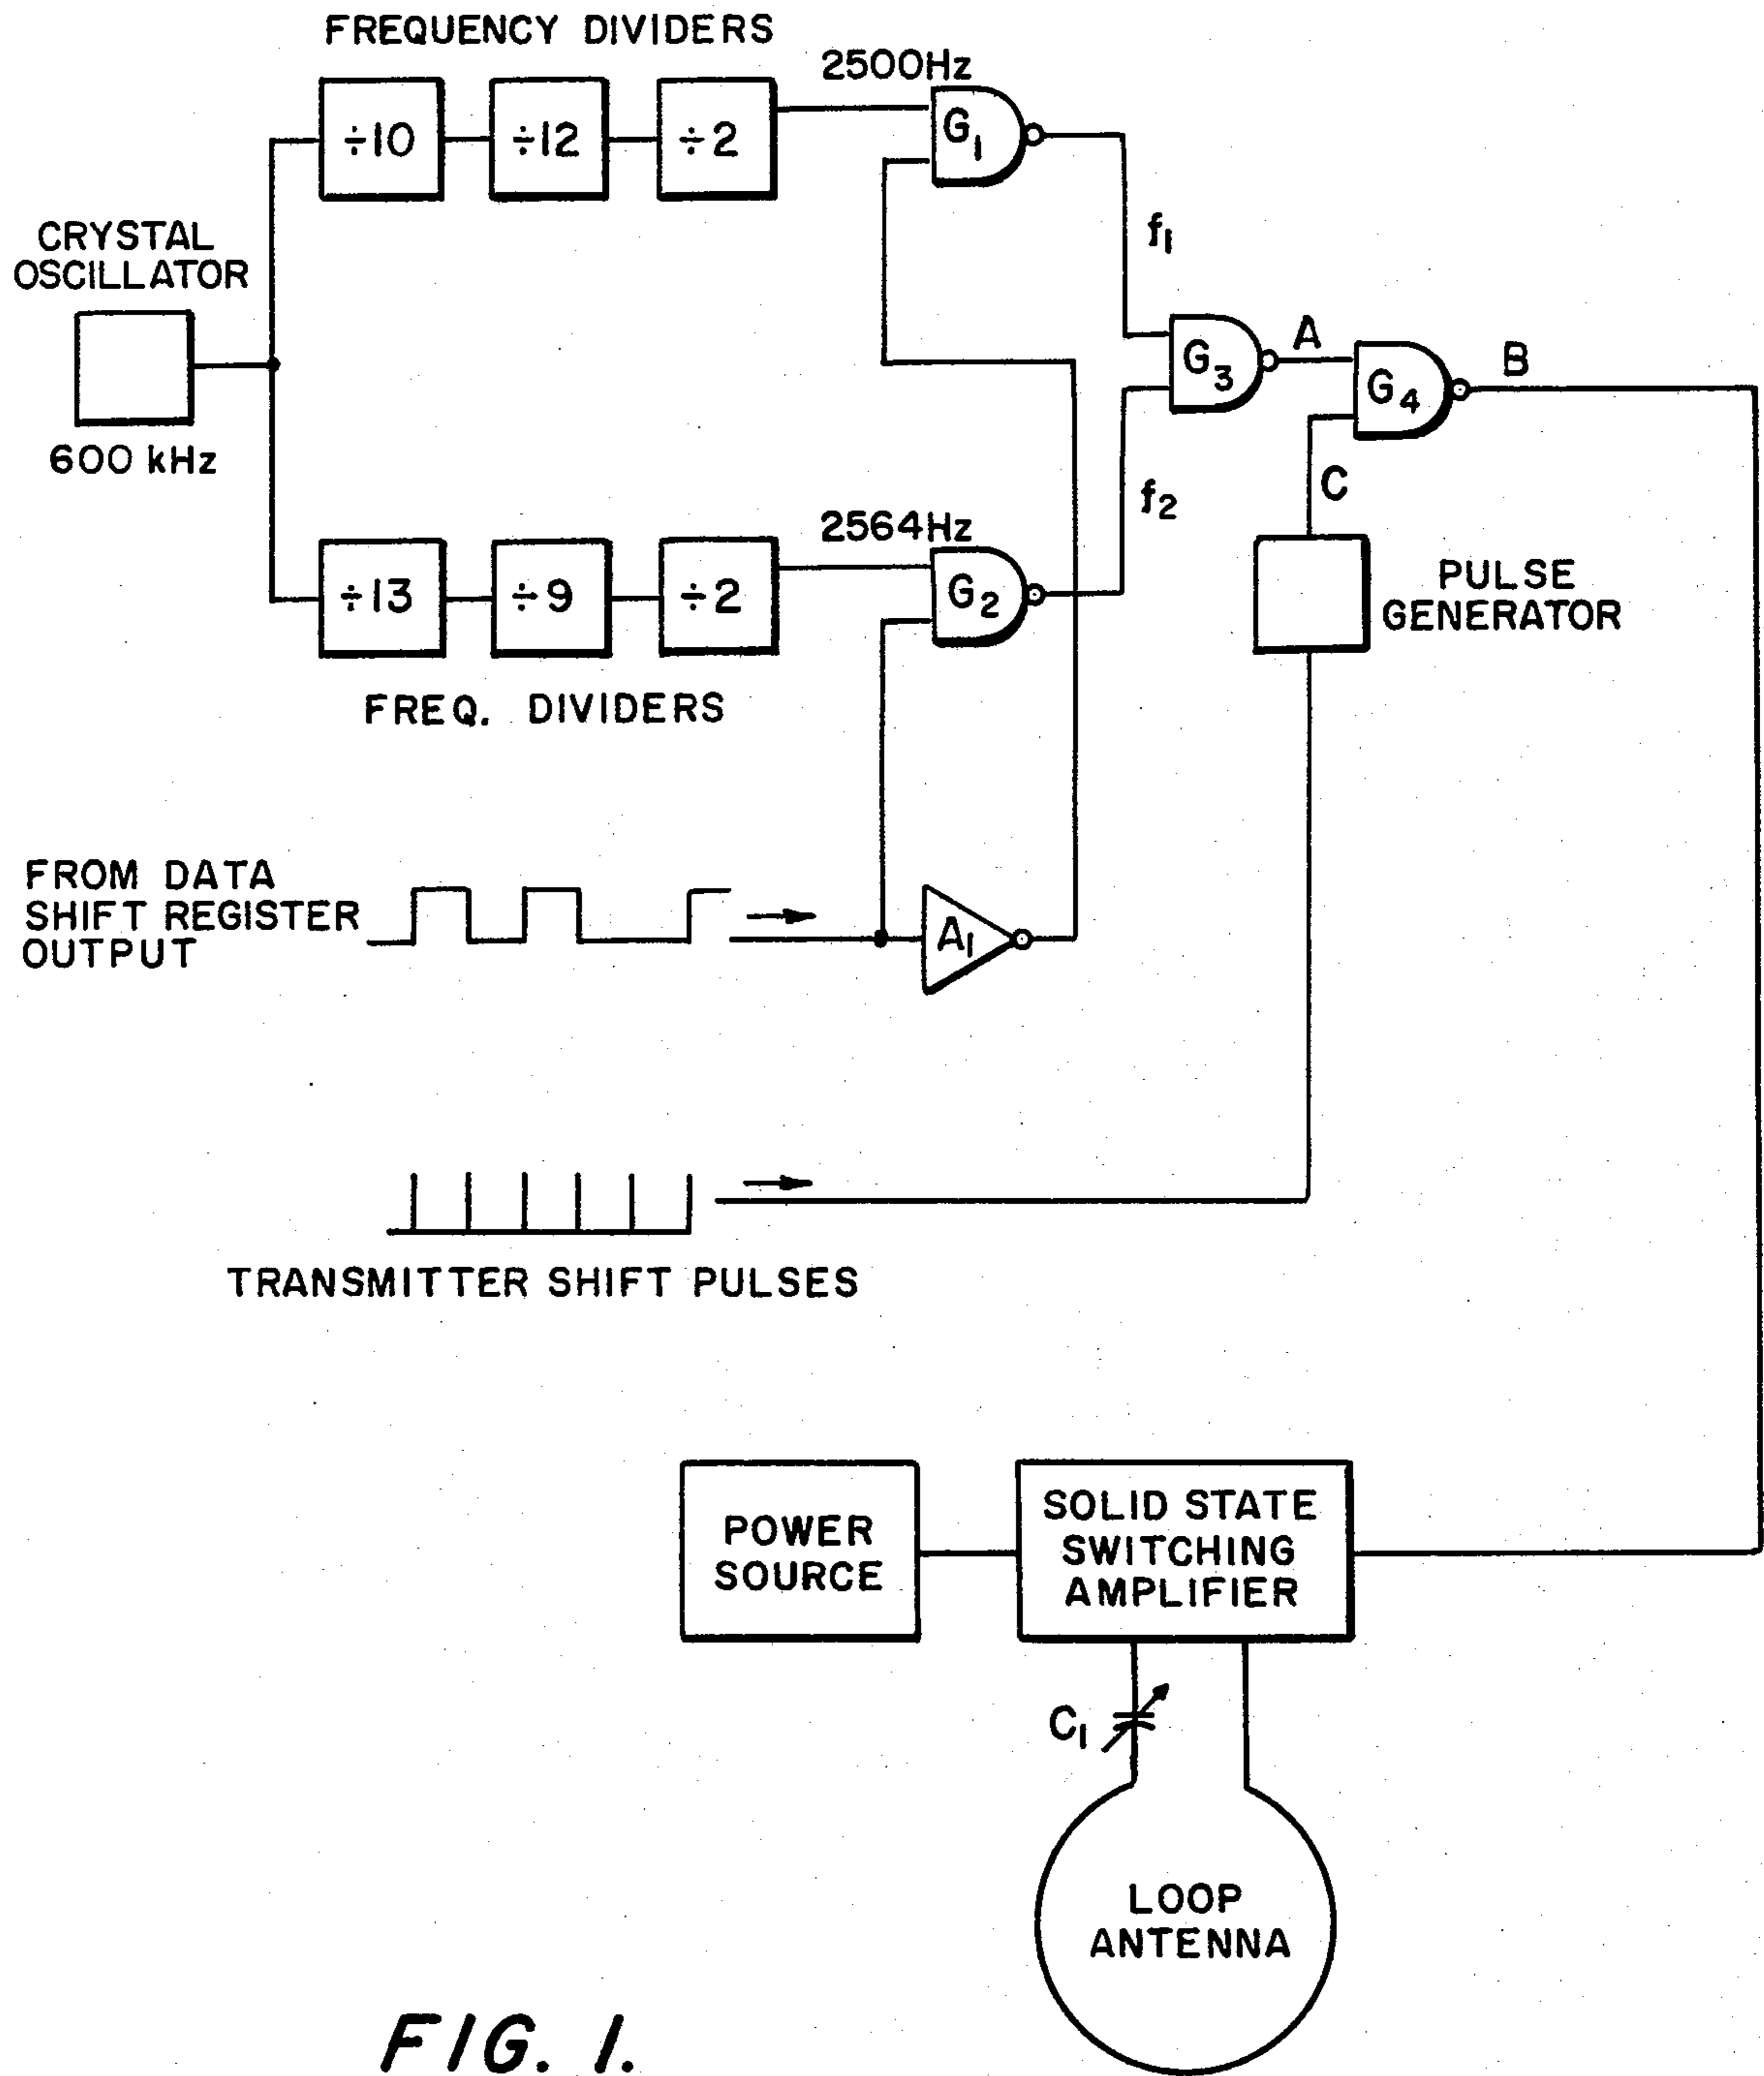 FREQUENCY DIVIDERS
2500Hz
÷10
÷12
÷2
G1
f1
CRYSTAL
OSCILLATOR
600 kHz
G3
A
G4
B
C
f2
2564Hz
÷13
÷9
÷2
G2
PULSE
GENERATOR
FREQ. DIVIDERS
FROM DATA
SHIFT REGISTER
OUTPUT
A1
TRANSMITTER SHIFT PULSES
POWER
SOURCE
SOLID STATE
SWITCHING
AMPLIFIER
C1
LOOP
ANTENNA
FIG. 1.